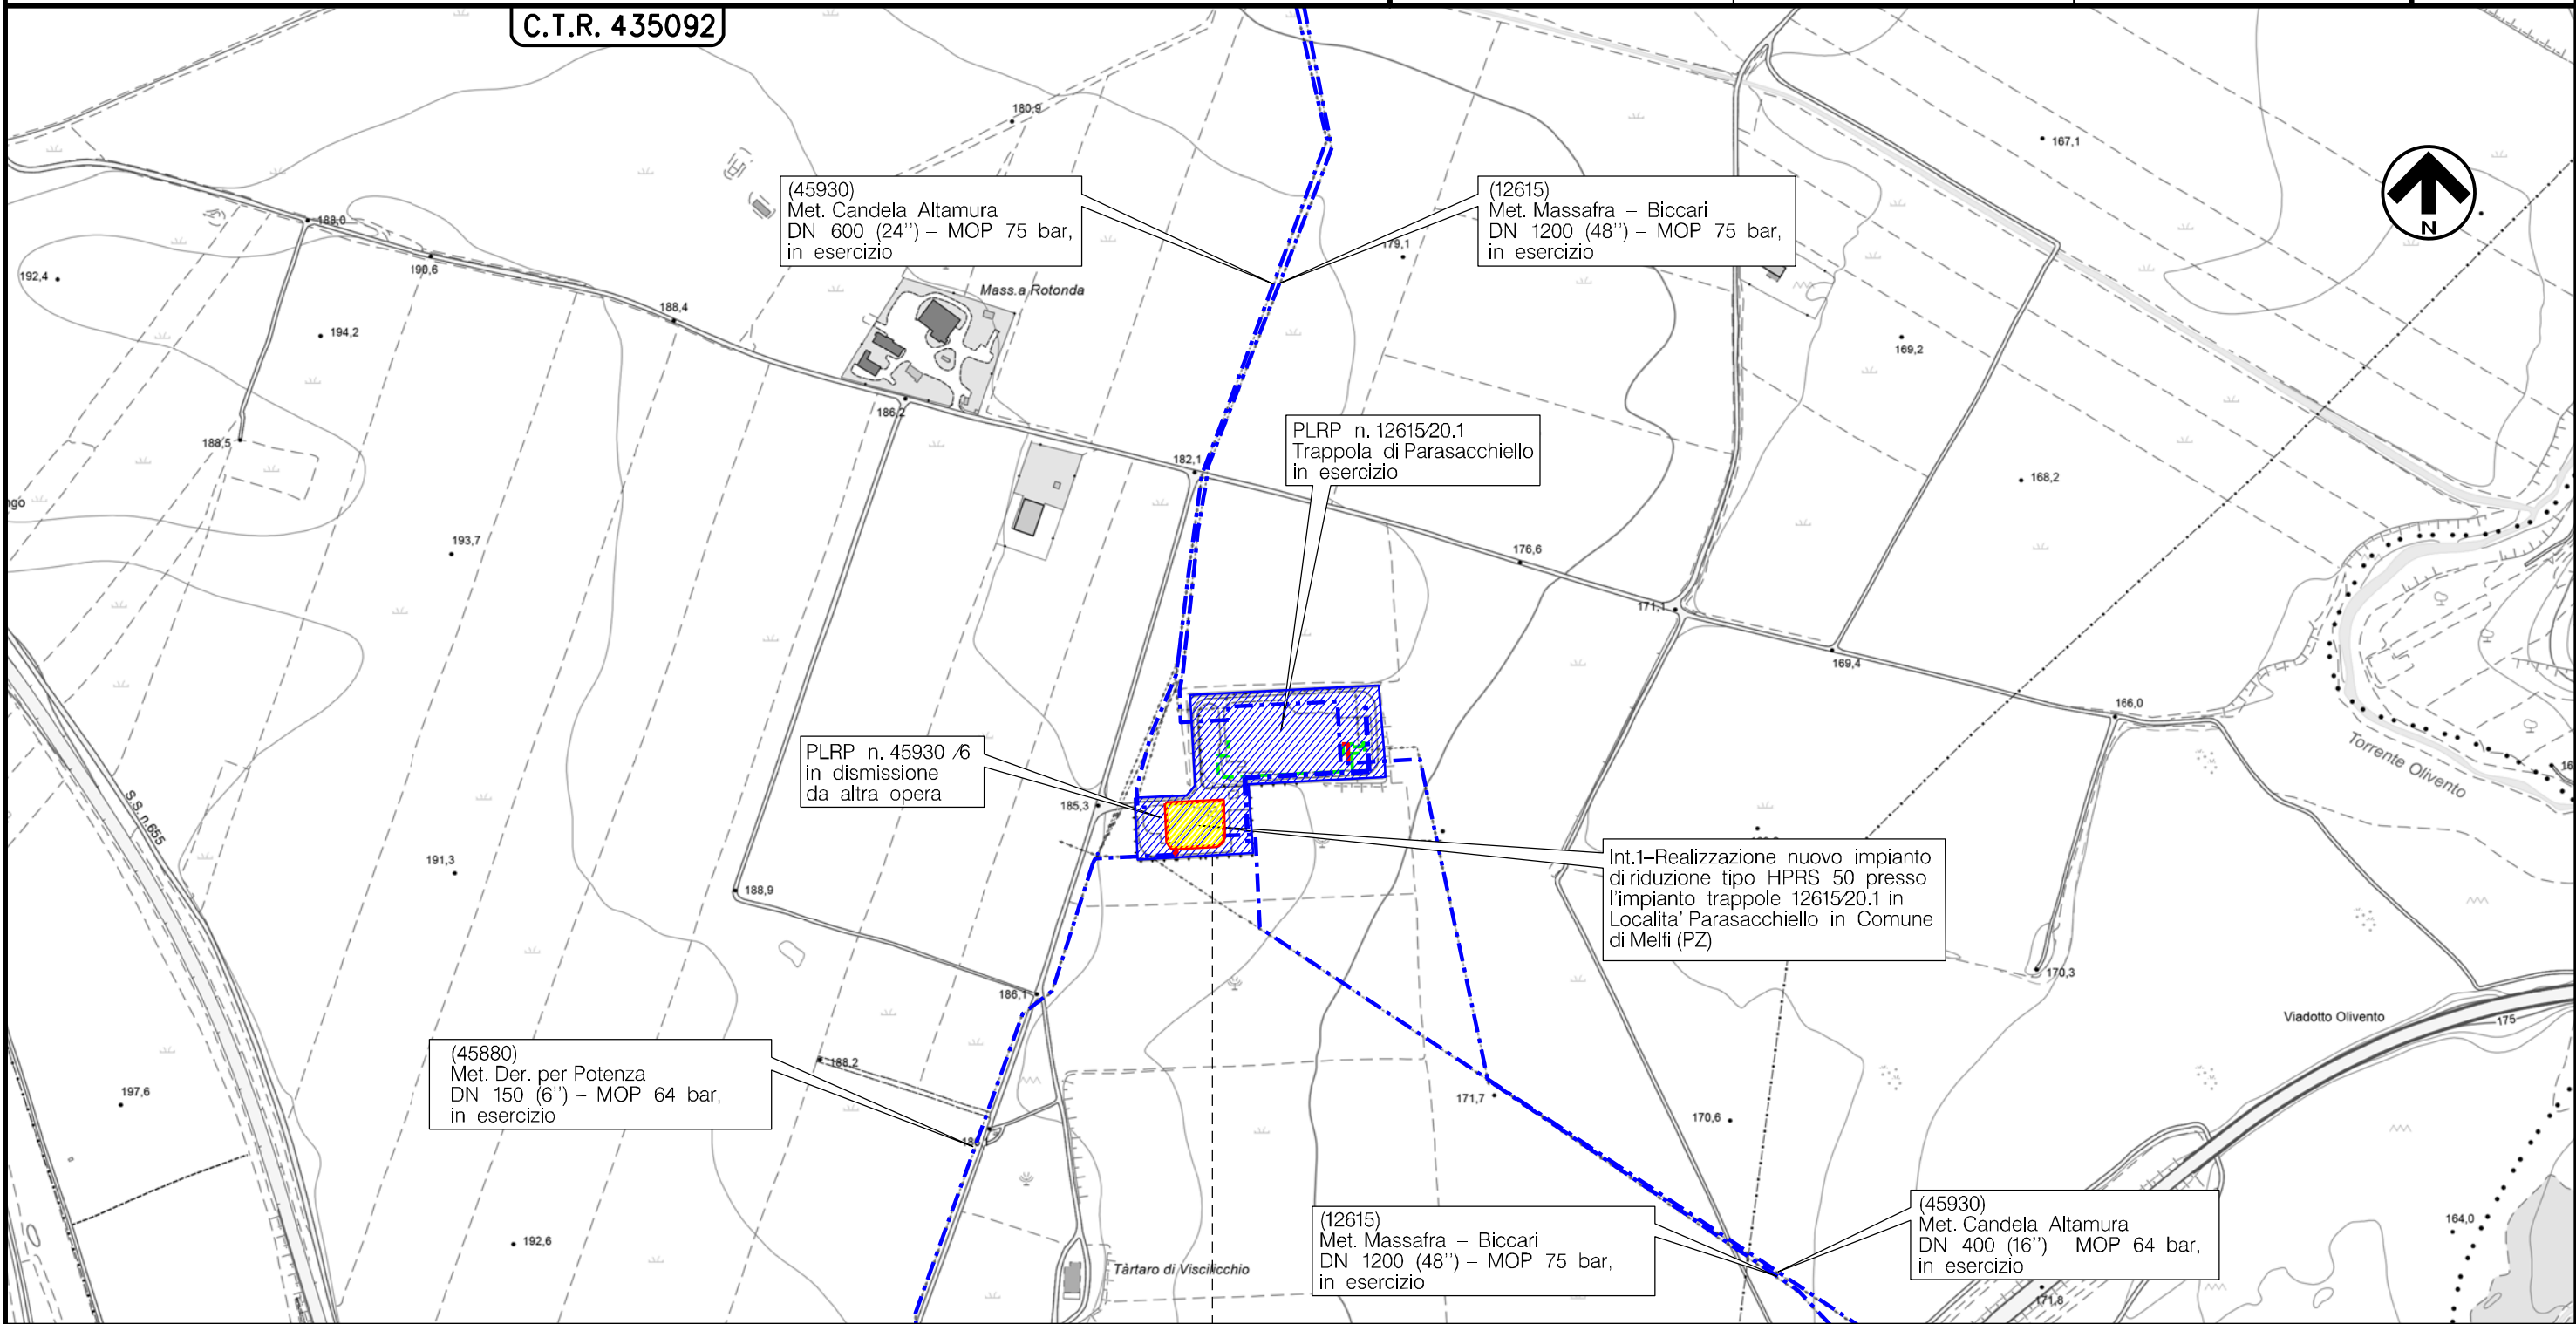 C.T.R. 435092
180,9
167,1
(45930)
Met. Candela Altamura
DN 600 (24'') – MOP 75 bar,
in esercizio
(12615)
Met. Massafra – Biccari
DN 1200 (48'') – MOP 75 bar,
in esercizio
N
188,0
179,1
190,6
192,4
Mass.a Rotonda
188,4
194,2
169,2
186,2
188,5
PLRP n. 12615/20.1
Trappola di Parasacchiello
in esercizio
182,1
168,2
ngo
193,7
176,6
171,1
169,4
166,0
Torrente Olivento
PLRP n. 45930 /6
in dismissione
da altra opera
185,3
S.S. n.655
191,3
188,9
Int.1–Realizzazione nuovo impianto
di riduzione tipo HPRS 50 presso
l'impianto trappole 12615/20.1 in
Localita' Parasacchiello in Comune
di Melfi (PZ)
170,3
186,1
Viadotto Olivento
175
(45880)
Met. Der. per Potenza
DN 150 (6'') – MOP 64 bar,
in esercizio
188,2
197,6
171,7
170,6
(12615)
Met. Massafra – Biccari
DN 1200 (48'') – MOP 75 bar,
in esercizio
(45930)
Met. Candela Altamura
DN 400 (16'') – MOP 64 bar,
in esercizio
164,0
192,6
Tàrtaro di Viscilicchio
171,8